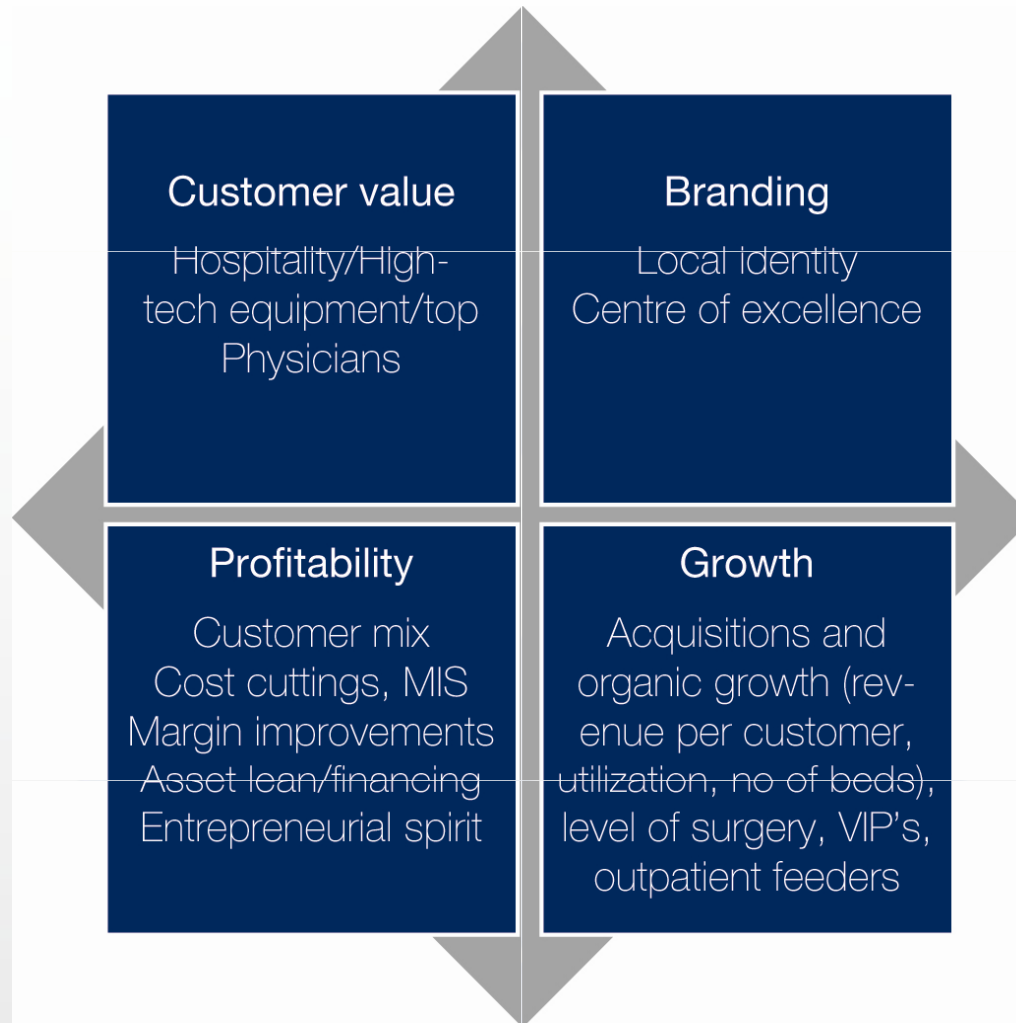 Customer value
Hospitality/High-
tech equipment/top
Physicians
Branding
Local identity
Centre of excellence
Profitability
Customer mix
Cost cuttings, MIS
Margin improvements
Asset lean/financing
Entrepreneurial spirit
Growth
Acquisitions and
organic growth (rev-
enue per customer,
utilization, no of beds),
level of surgery, VIP's,
outpatient feeders